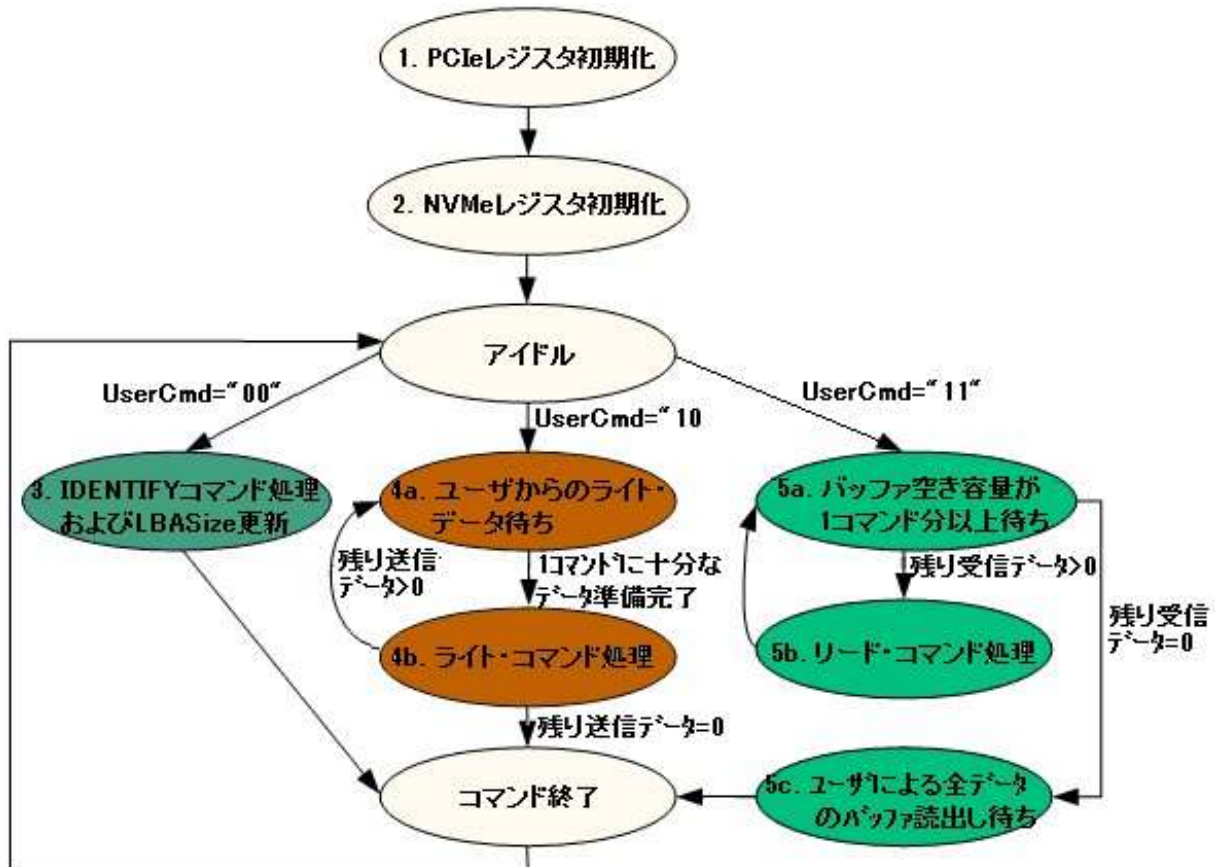 1. PCIeレジスタ初期化
2. NVMeレジスタ初期化
アイドル
UserCmd="00"
UserCmd="10
UserCmd="11"
3. IDENTIFYコマンド処理
およびLBASize更新
4a. ユーザからのライト・
データ待ち
5a. バッファ空き容量が
1コマンド分以上待ち
残り送信
データ>0
1コマンドに十分な
データ準備完了
残り受信データ>0
残り受信
データ=0
4b. ライト・コマンド処理
5b. リード・コマンド処理
残り送信データ=0
コマンド終了
5c. ユーザによる全データ
のバッファ読出し待ち